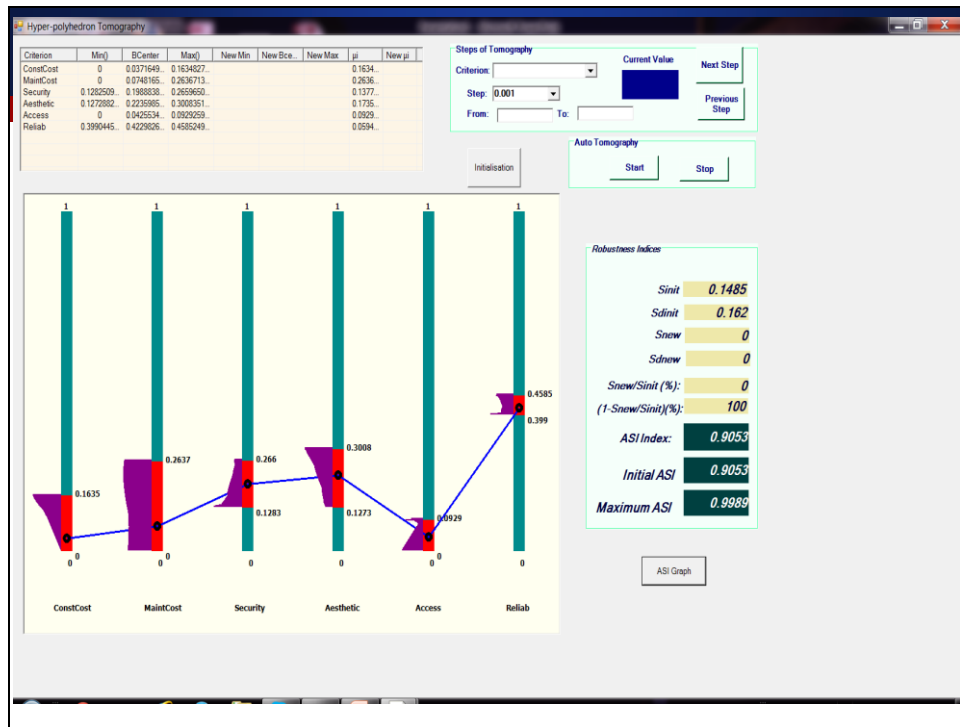 Hyper-polyhedron Tomography
Criterion Min() BCenter Max() New Min New Bce... New Max µi New µi
ConstCost 0 0.0371649... 0.1634827... 0.1634...
MaintCost 0 0.0748165... 0.2636713... 0.2636...
Security 0.1282509... 0.1988838... 0.2659650... 0.1377...
Aesthetic 0.1272882... 0.2235985... 0.3008351... 0.1735...
Access 0 0.0425534... 0.0929259... 0.0929...
Reliab 0.3990445... 0.4229826... 0.4585249... 0.0594...
Steps of Tomography
Criterion:
Current Value
Next Step
Step: 0.001
Previous Step
From: To:
Initialisation
Auto Tomography
Start Stop
1 1 1 1 1 1
0.4585
0.399
0.3008
0.2637 0.266
0.1635
0.1283 0.1273
0.0929
0 0 0
0 0 0 0 0 0
ConstCost MaintCost Security Aesthetic Access Reliab
Robustness Indices
Sinit 0.1485
Sdinit 0.162
Snew 0
Sdnew 0
Snew/Sinit (%): 0
(1-Snew/Sinit)(%): 100
ASI Index: 0.9053
Initial ASI 0.9053
Maximum ASI 0.9989
ASI Graph